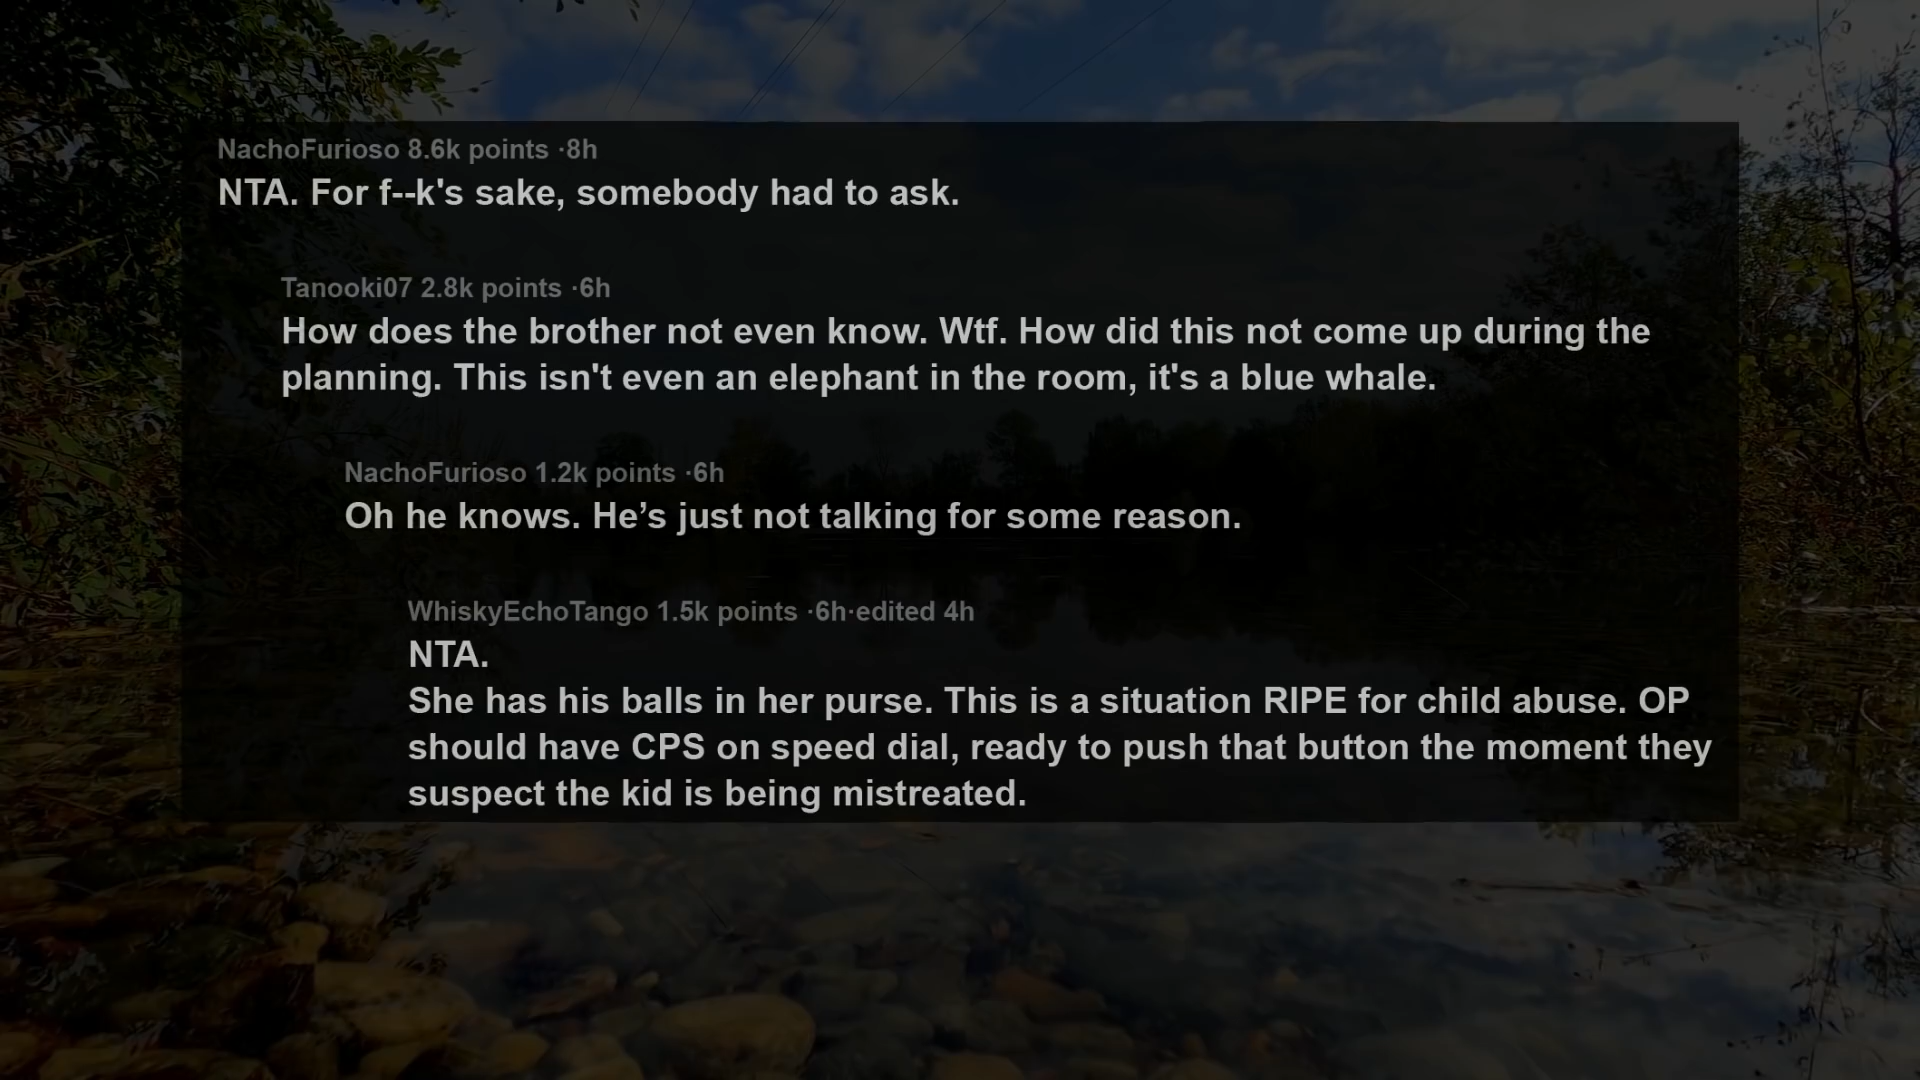 NachoFurioso 8.6k points ·8h
NTA. For f--k's sake, somebody had to ask.
Tanooki07 2.8k points ·6h
How does the brother not even know. Wtf. How did this not come up during the
planning. This isn't even an elephant in the room, it's a blue whale.
NachoFurioso 1.2k points ·6h
Oh he knows. He’s just not talking for some reason.
WhiskyEchoTango 1.5k points ·6h·edited 4h
NTA.
She has his balls in her purse. This is a situation RIPE for child abuse. OP
should have CPS on speed dial, ready to push that button the moment they
suspect the kid is being mistreated.